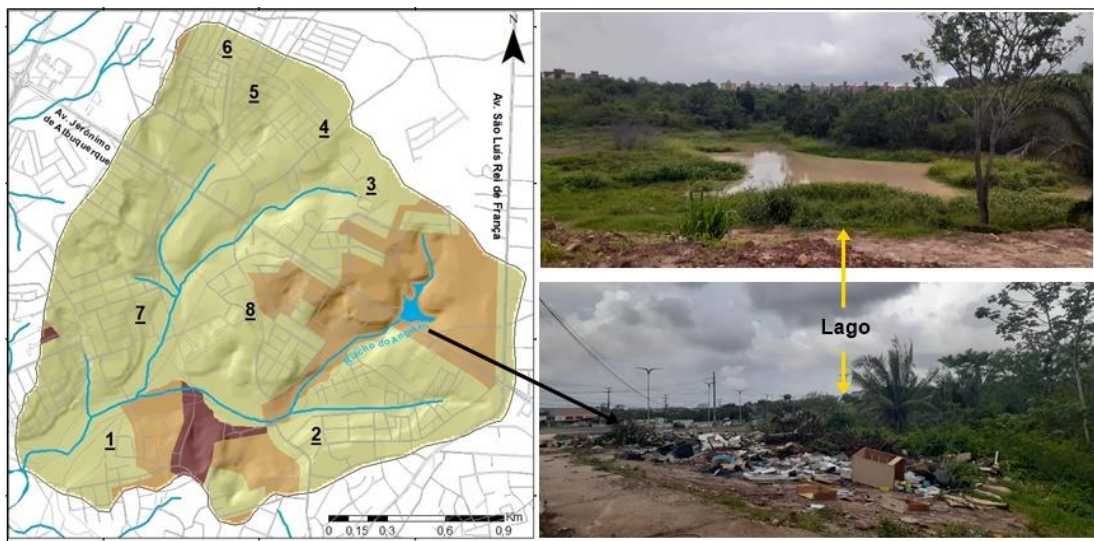 6
N
5
Av. Jerônimo
de Albuquerque
4
Av. São Luís Rei de França
3
7
8
Riacho do Angelim
Lago
1
2
Km
0 0,15 0,3 0,6 0,9